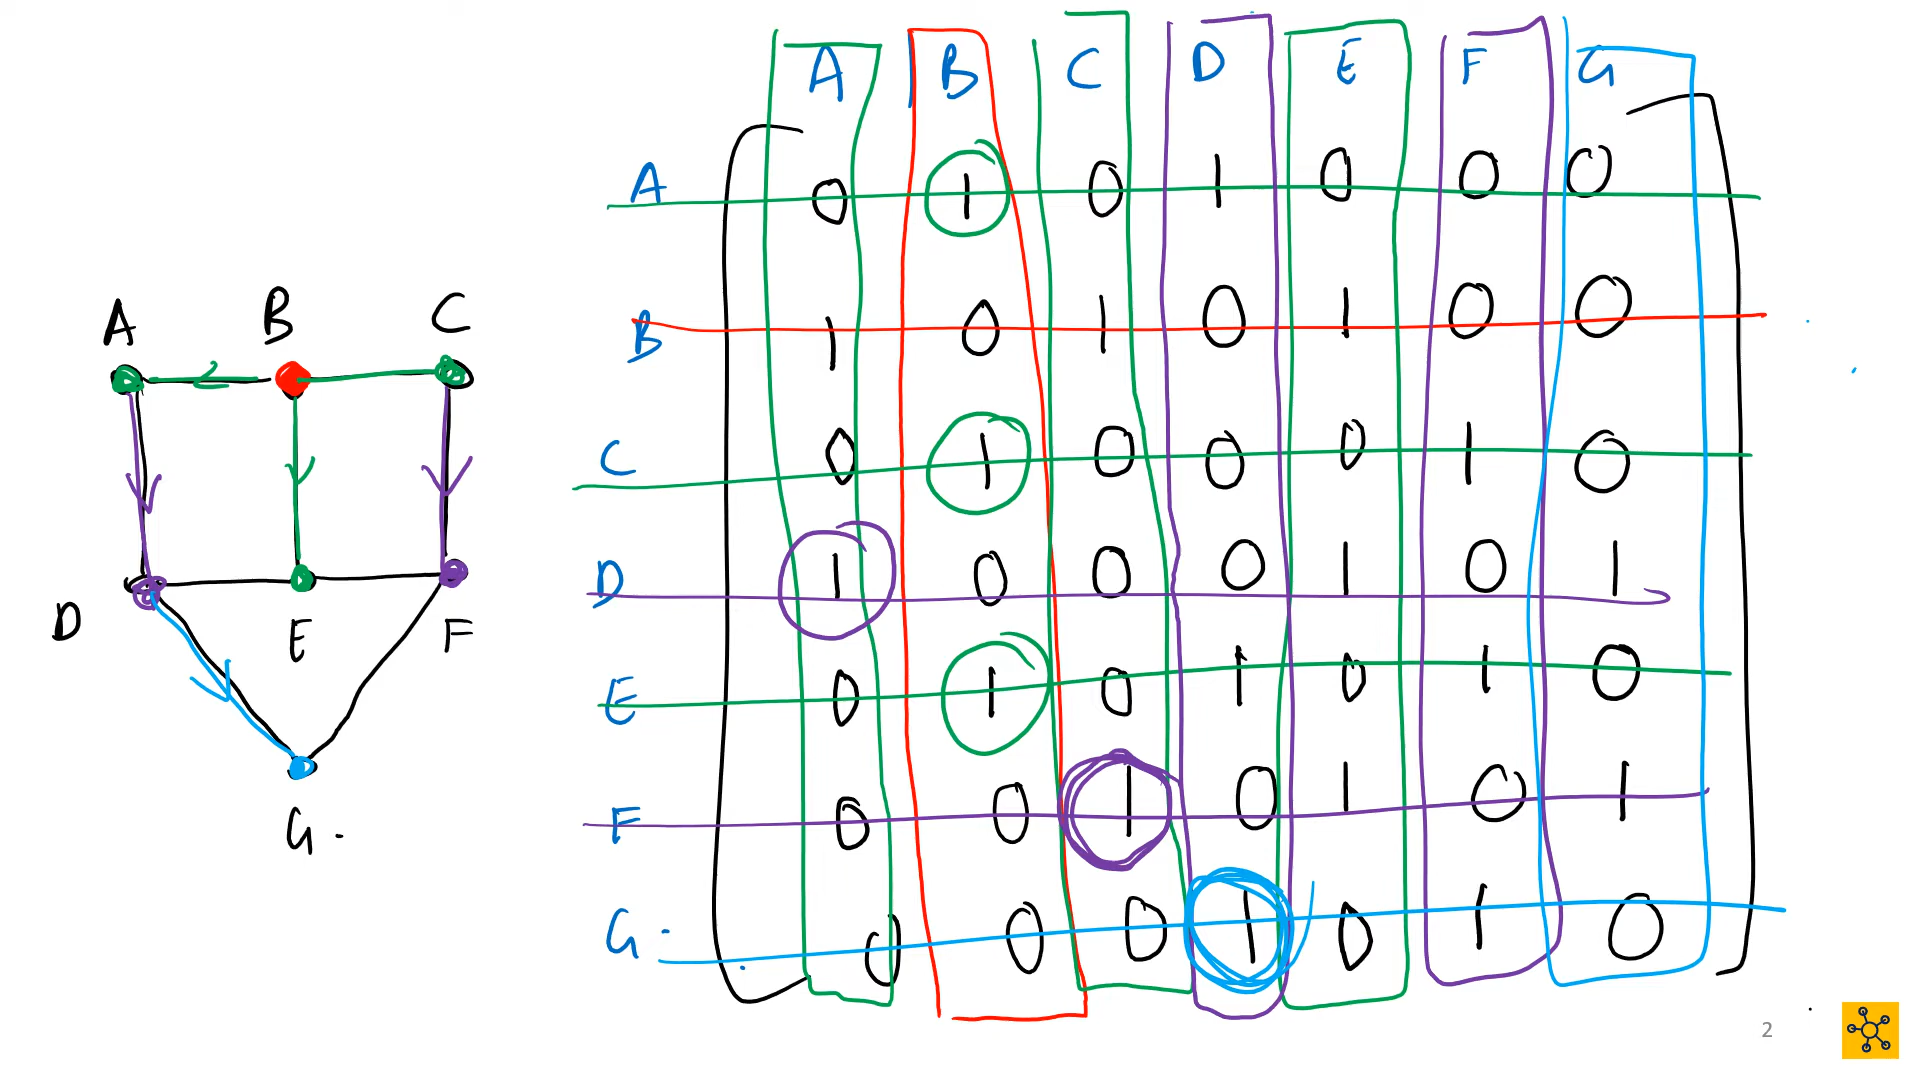 A B C D E F G
A 0 1 0 1 0 0 0
B 1 0 1 0 1 0 0
C 0 1 0 0 0 1 0
D 1 0 0 0 1 0 1
E 0 1 0 1 0 1 0
F 0 0 1 0 1 0 1
G. 0 0 0 1 0 1 0
A B C
D E F
G.
2